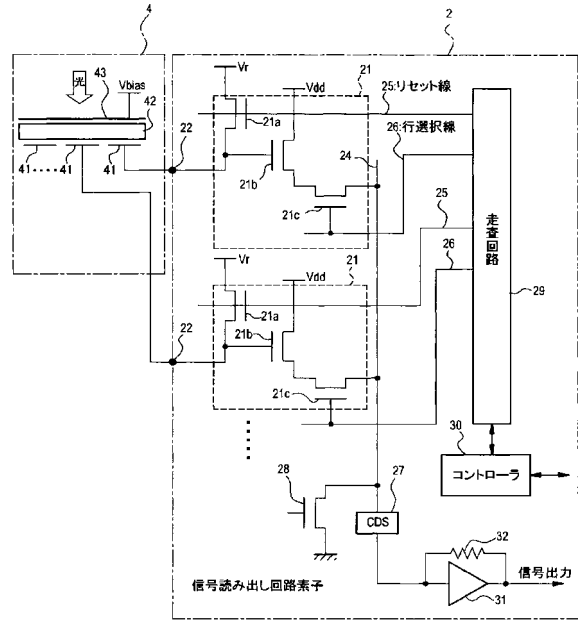 4
2
光
43
Vbias
42
41
41
41
22
Vr
Vdd
21
21a
21b
21c
24
25:リセット線
26:行選択線
25
26
走査回路
29
Vr
Vdd
21
21a
21b
21c
22
30
コントローラ
28
27
CDS
32
31
信号出力
信号読み出し回路素子